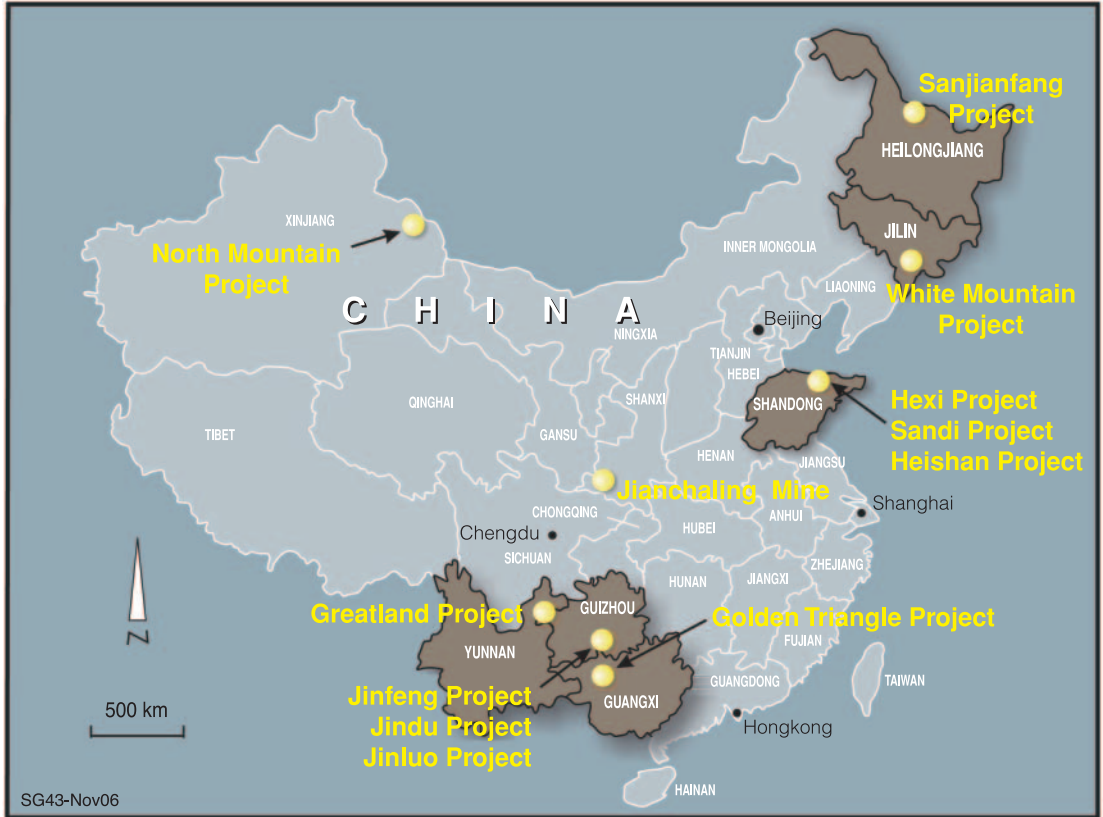 Sanjianfang
Project
HEILONGJIANG
XINJIANG
JILIN
North Mountain
Project
INNER MONGOLIA
LIAONING
White Mountain
Project
C H I N A
Beijing
NINGXIA
TIANJIN
HEBEI
SHANXI
QINGHAI
SHANDONG
Hexi Project
Sandi Project
Heishan Project
TIBET
GANSU
HENAN
JIANGSU
Jianchaling Mine
Shanghai
CHONGQING
ANHUI
HUBEI
Chengdu
SICHUAN
ZHEJIANG
HUNAN
JIANGXI
Greatland Project
GUIZHOU
Golden Triangle Project
FUJIAN
YUNNAN
GUANGDONG
TAIWAN
Jinfeng Project
Jindu Project
Jinluo Project
GUANGXI
Hongkong
N
500 km
HAINAN
SG43-Nov06